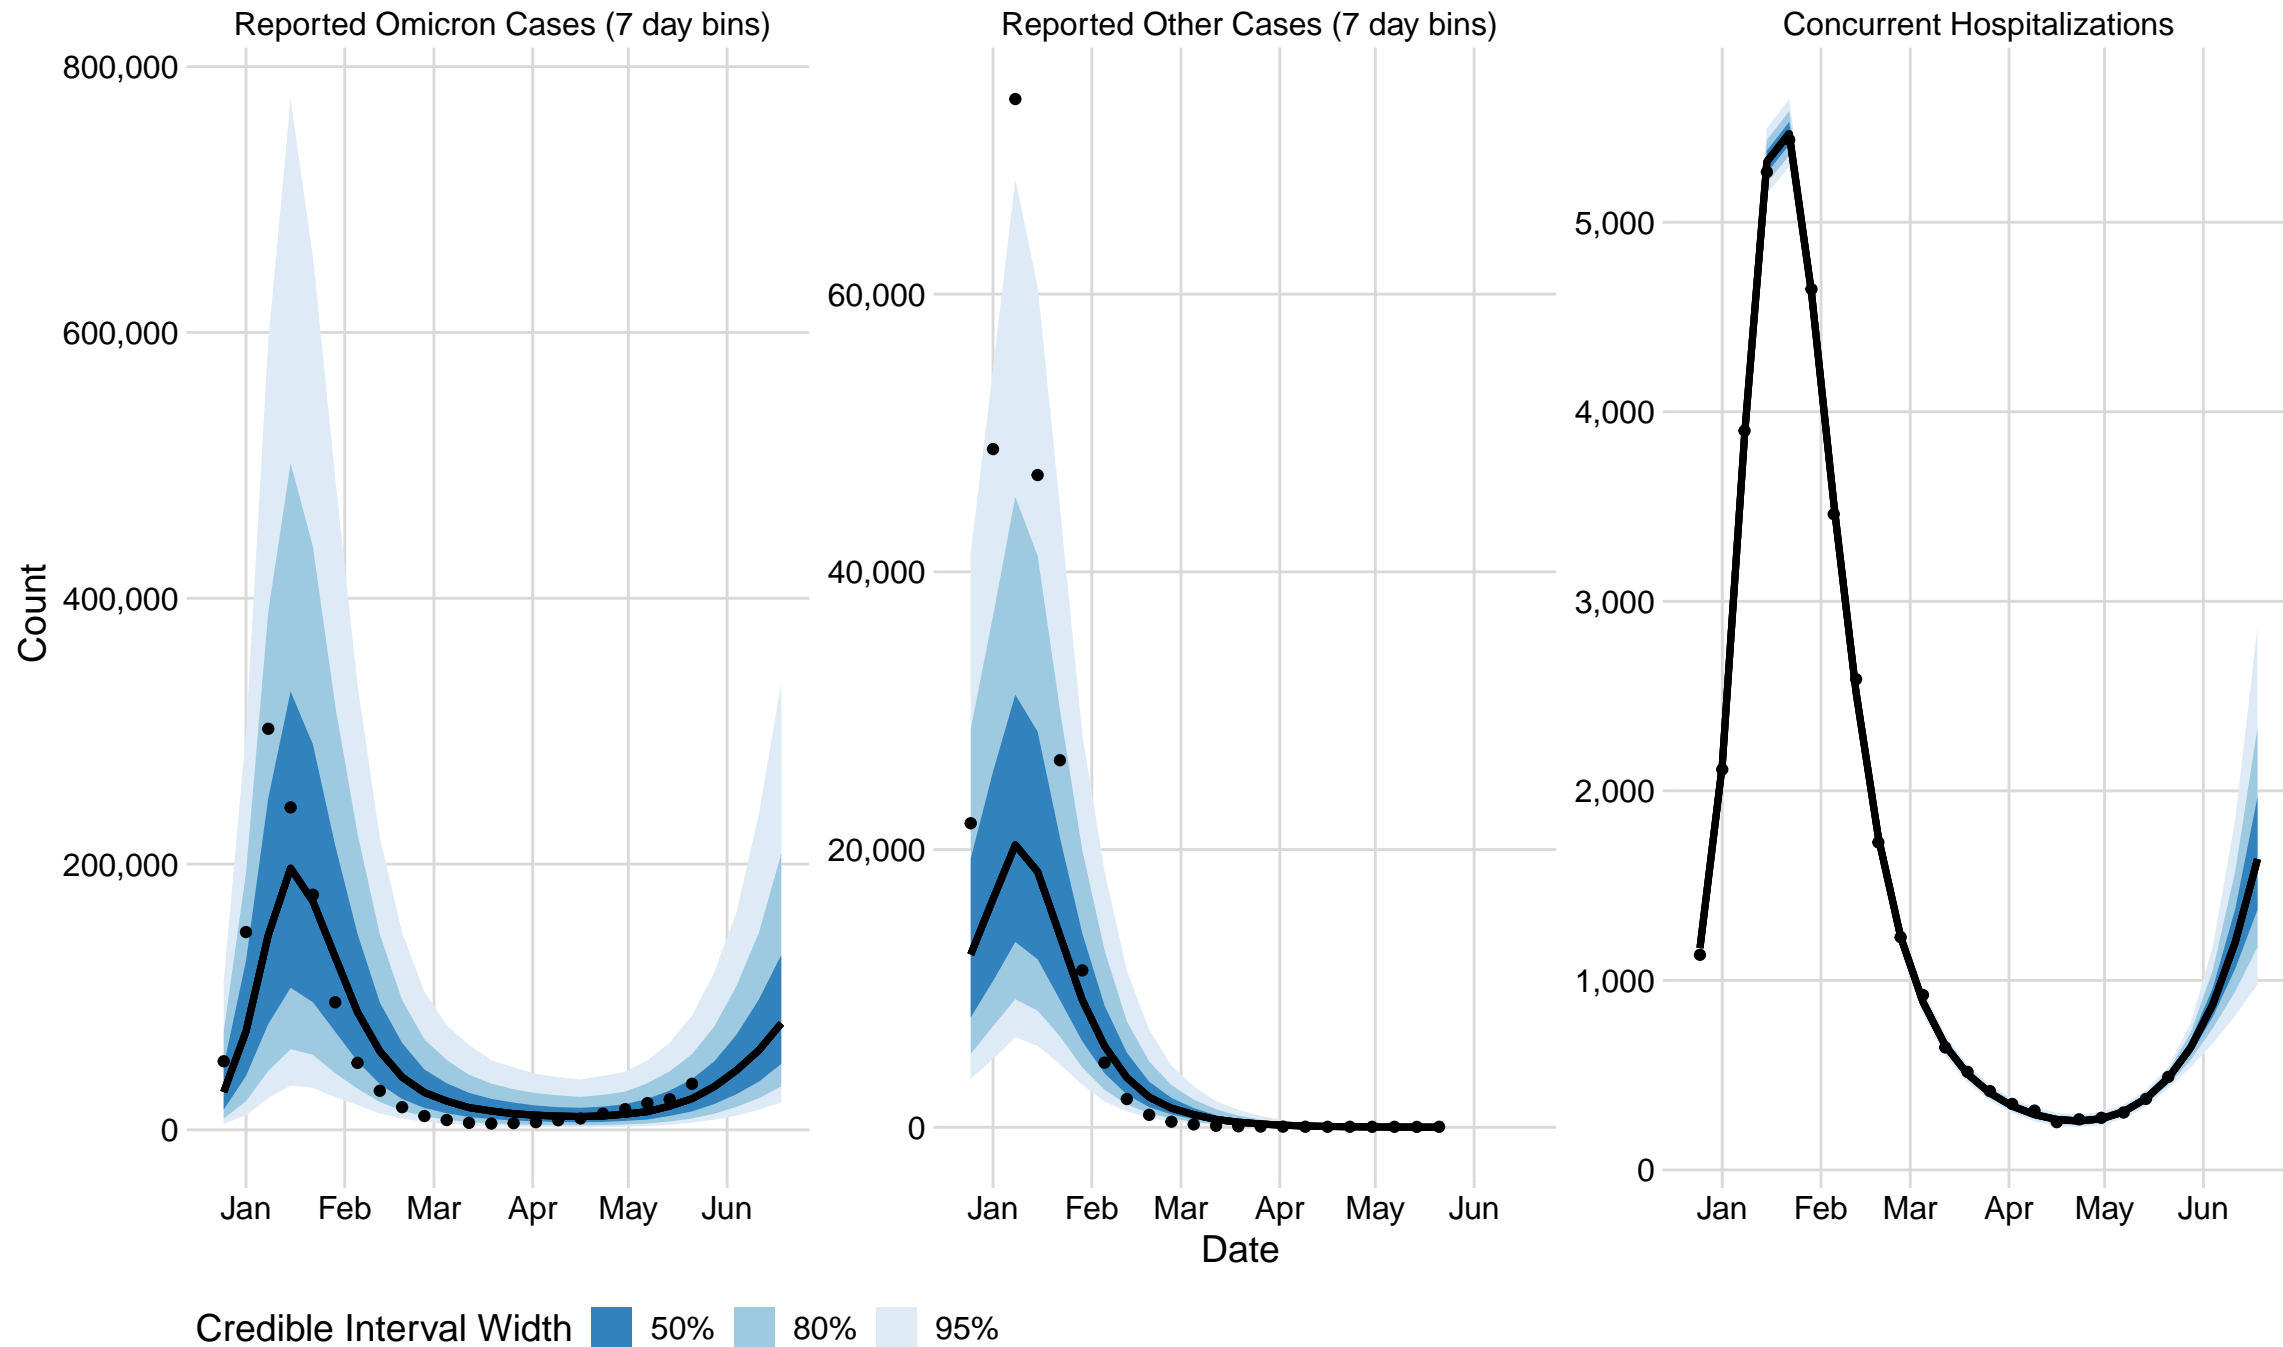 Reported Omicron Cases (7 day bins)
Reported Other Cases (7 day bins)
Concurrent Hospitalizations
Count
800,000
600,000
400,000
200,000
0
60,000
40,000
20,000
0
5,000
4,000
3,000
2,000
1,000
0
Jan Feb Mar Apr May Jun
Jan Feb Mar Apr May Jun
Jan Feb Mar Apr May Jun
Date
Credible Interval Width 50% 80% 95%